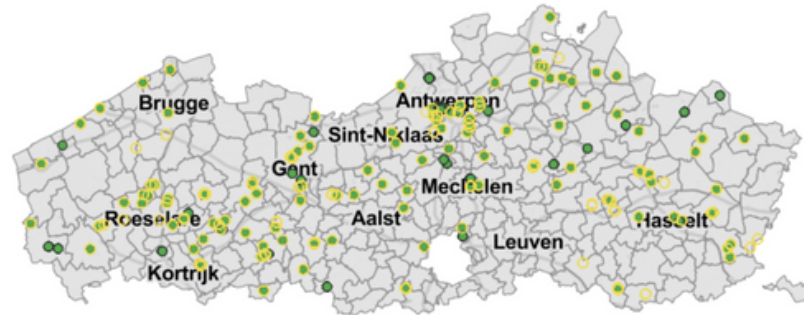 Brugge
Antwerpen
Sint-Niklaas
Gent
Mechelen
Roeselare
Aalst
Hasselt
Leuven
Kortrijk